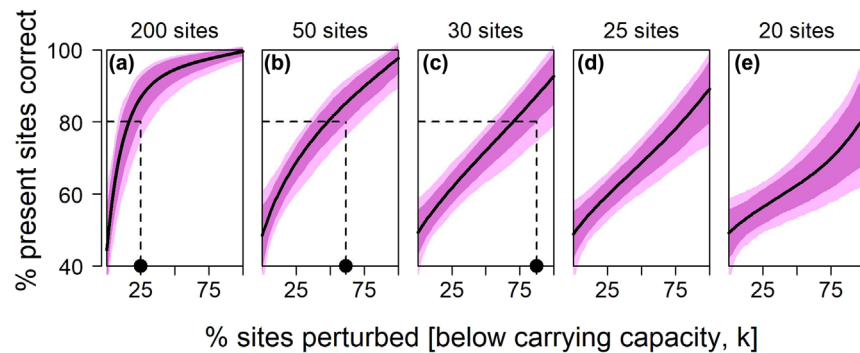 200 sites 50 sites 30 sites 25 sites 20 sites
(a) (b) (c) (d) (e)
100
80
60
40
% present sites correct
25 75 25 75 25 75 25 75 25 75
% sites perturbed [below carrying capacity, k]